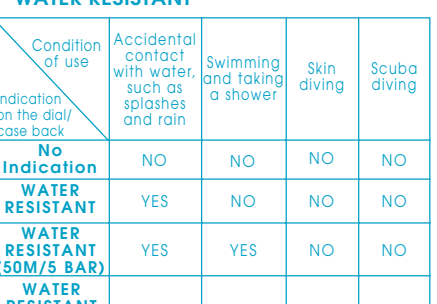 WATER RESISTANT
Condition of use
Accidental contact with water, such as splashes and rain
Swimming and taking a shower
Skin diving
Scuba diving
on the dial/
case back
No Indication
NO
NO
NO
NO
WATER RESISTANT
YES
NO
NO
NO
WATER RESISTANT (50M/5 BAR)
YES
YES
NO
NO
WATER
RESISTANT